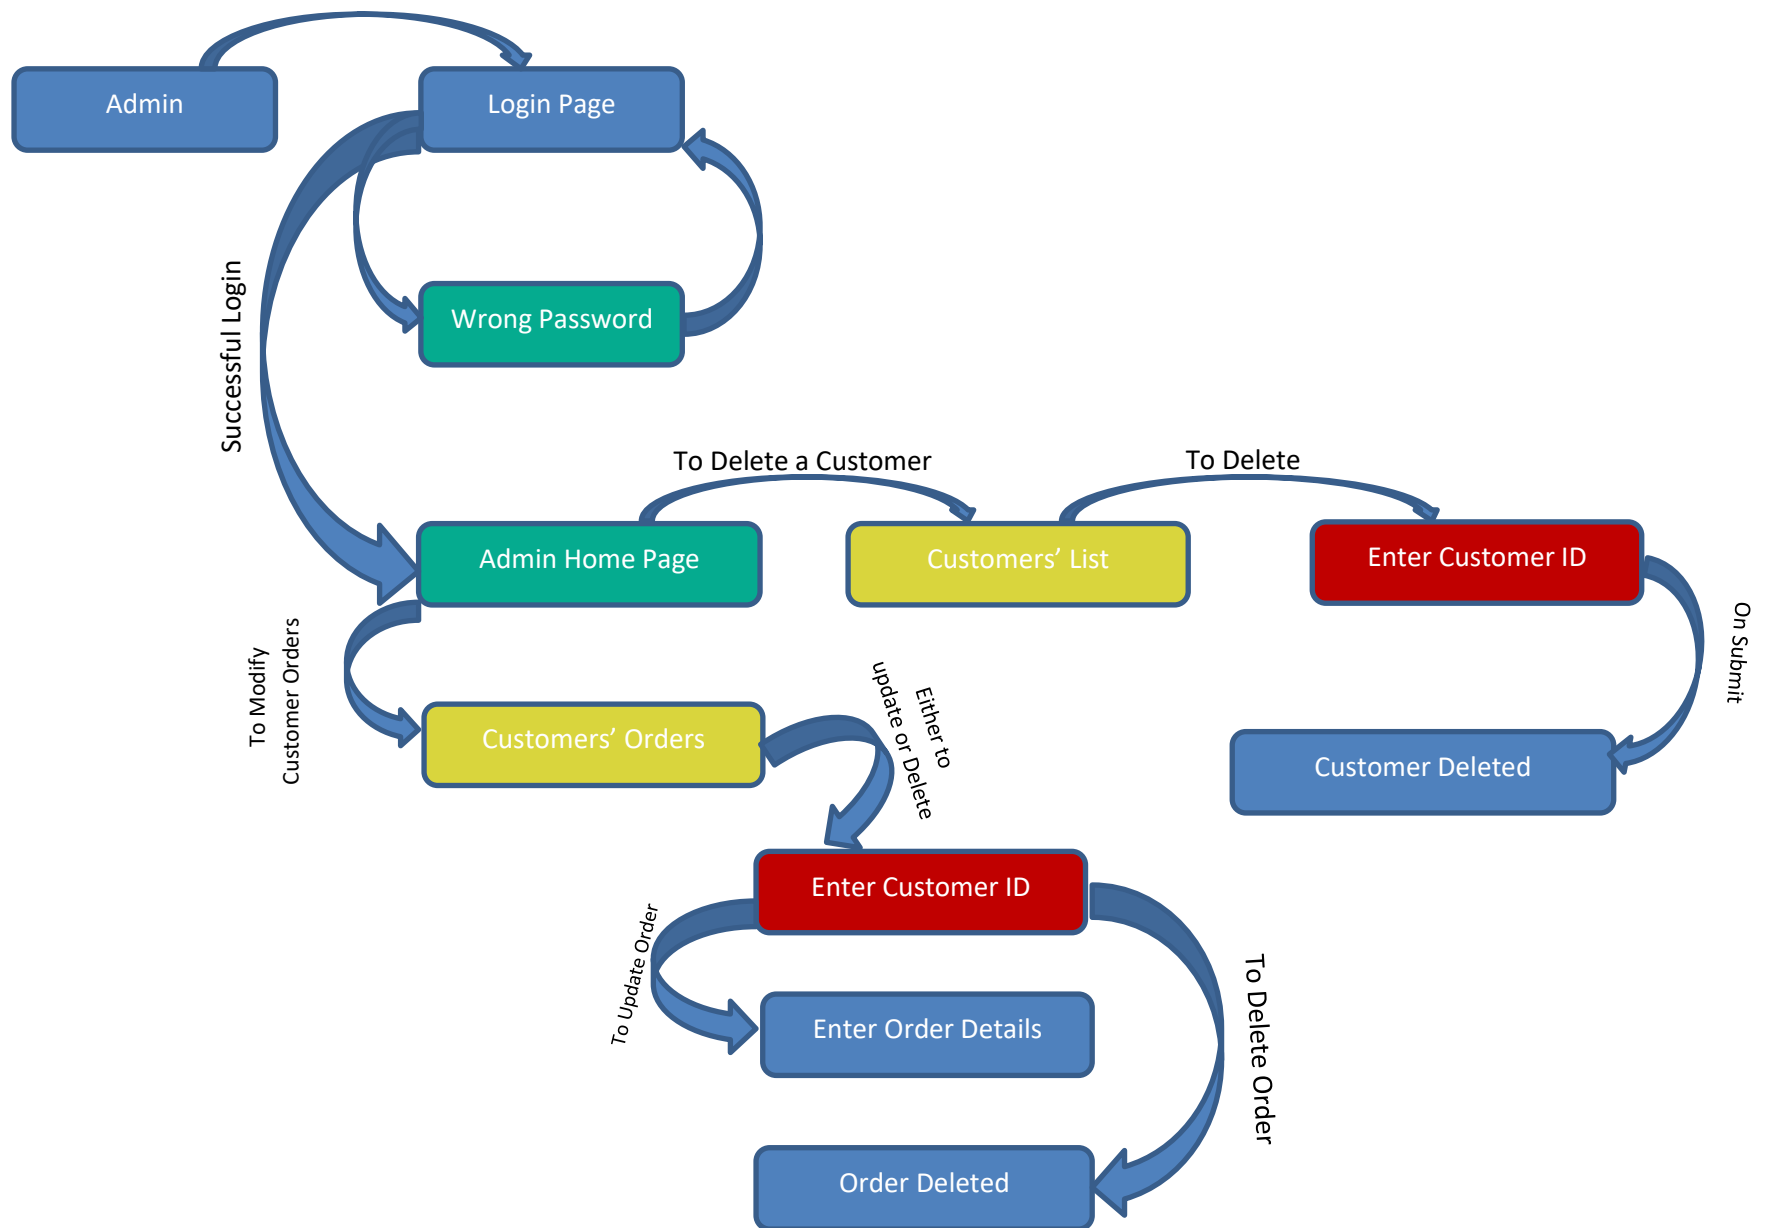 Admin
Login Page
Wrong Password
Successful Login
To Delete a Customer
To Delete
Admin Home Page
Customers’ List
Enter Customer ID
On Submit
To Modify
Customer Orders
Customers’ Orders
Either to
update or Delete
Customer Deleted
Enter Customer ID
To Update Order
Enter Order Details
To Delete Order
Order Deleted